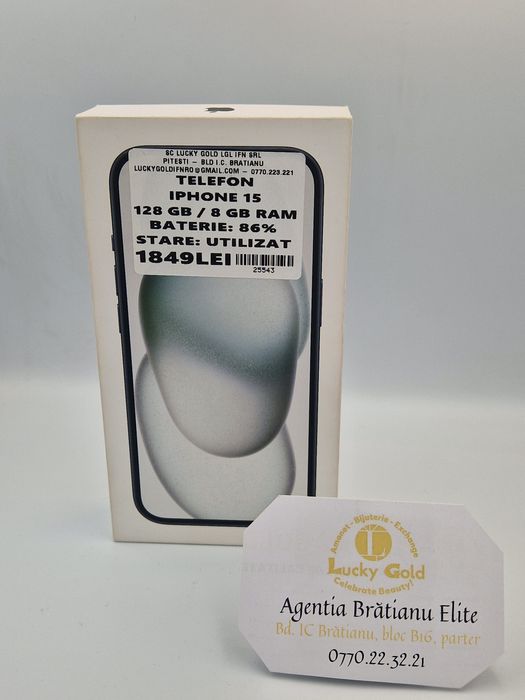 SC LUCKY GOLD LGL IFN SRL
PITESTI – BLD I.C. BRATIANU
LUCKYGOLDIFNRO@GMAIL.COM – 0770.223.221
TELEFON
IPHONE 15
128 GB / 8 GB RAM
BATERIE: 86%
STARE: UTILIZAT
1849LEI
25543
Amanet - Bijuterie - Exchange
Lucky Gold
Celebrate Beauty!
Agentia Brătianu Elite
Bd. IC Brătianu, bloc B16, parter
0770.22.32.21